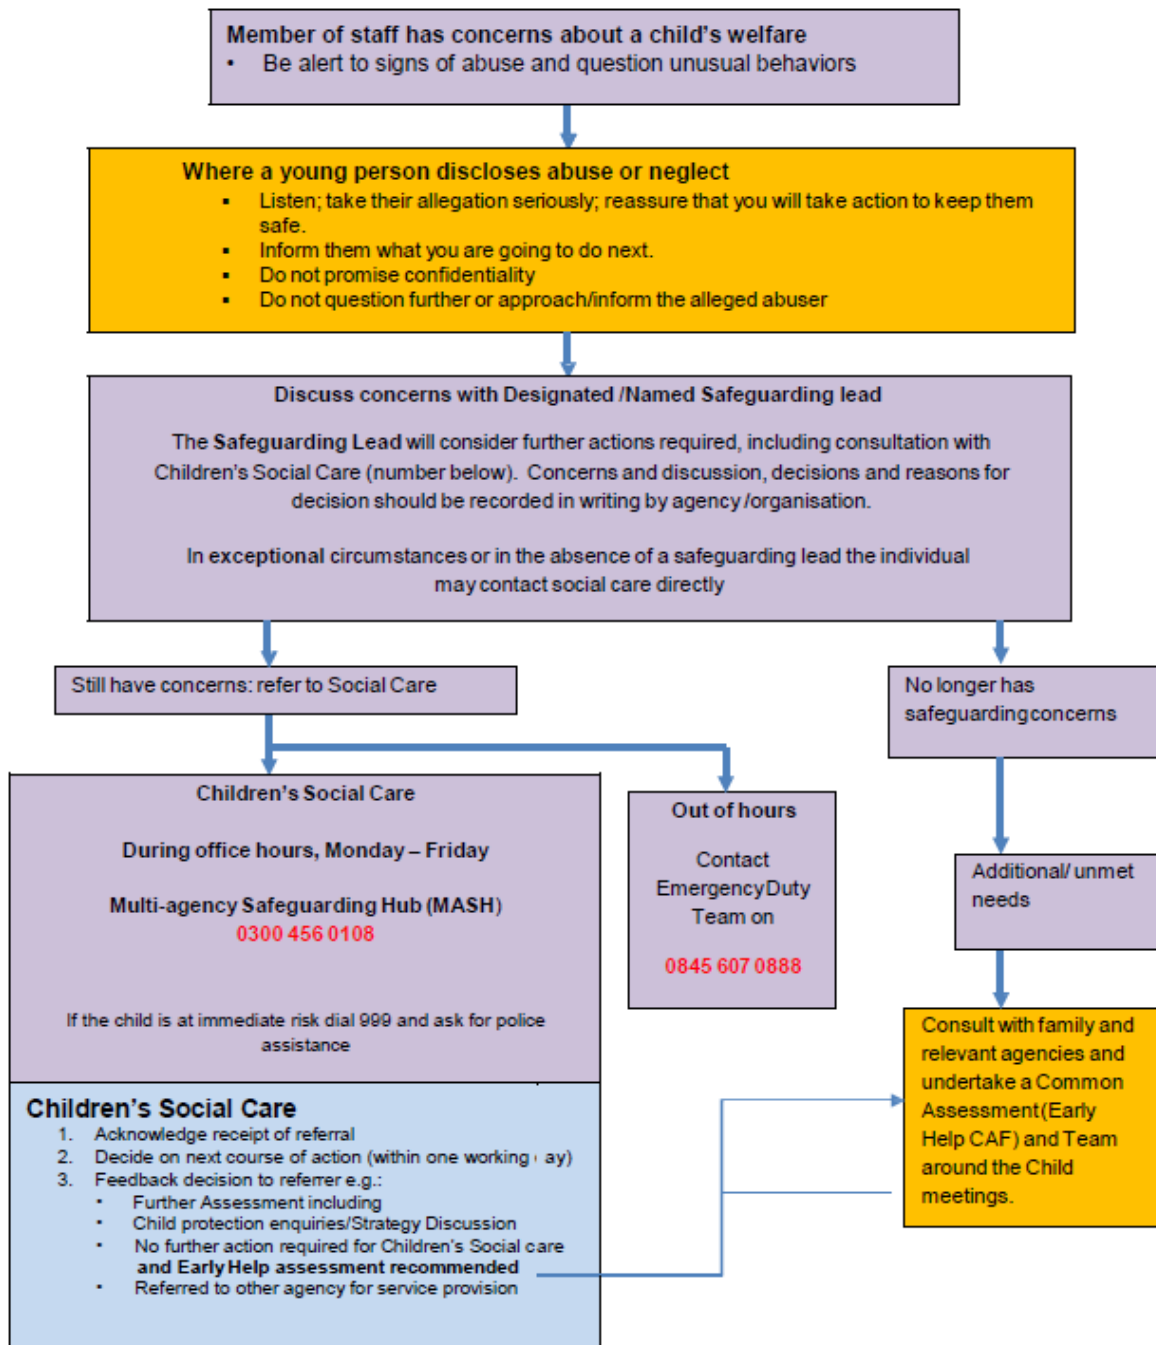 Member of staff has concerns about a child's welfare
• Be alert to signs of abuse and question unusual behaviors
Where a young person discloses abuse or neglect
▪ Listen; take their allegation seriously; reassure that you will take action to keep them
safe.
▪ Inform them what you are going to do next.
▪ Do not promise confidentiality
▪ Do not question further or approach/inform the alleged abuser
Discuss concerns with Designated /Named Safeguarding lead
The Safeguarding Lead will consider further actions required, including consultation with
Children's Social Care (number below). Concerns and discussion, decisions and reasons for
decision should be recorded in writing by agency /organisation.
In exceptional circumstances or in the absence of a safeguarding lead the individual
may contact social care directly
Still have concerns: refer to Social Care
No longer has
safeguarding concerns
Children's Social Care
During office hours, Monday – Friday
Multi-agency Safeguarding Hub (MASH)
0300 456 0108
If the child is at immediate risk dial 999 and ask for police
assistance
Out of hours
Contact
Emergency Duty
Team on
0845 607 0888
Additional/ unmet
needs
Consult with family and
relevant agencies and
undertake a Common
Assessment (Early
Help CAF) and Team
around the Child
meetings.
Children's Social Care
1. Acknowledge receipt of referral
2. Decide on next course of action (within one working ay)
3. Feedback decision to referrer e.g.:
▪ Further Assessment including
▪ Child protection enquiries/Strategy Discussion
▪ No further action required for Children's Social care
and Early Help assessment recommended
▪ Referred to other agency for service provision